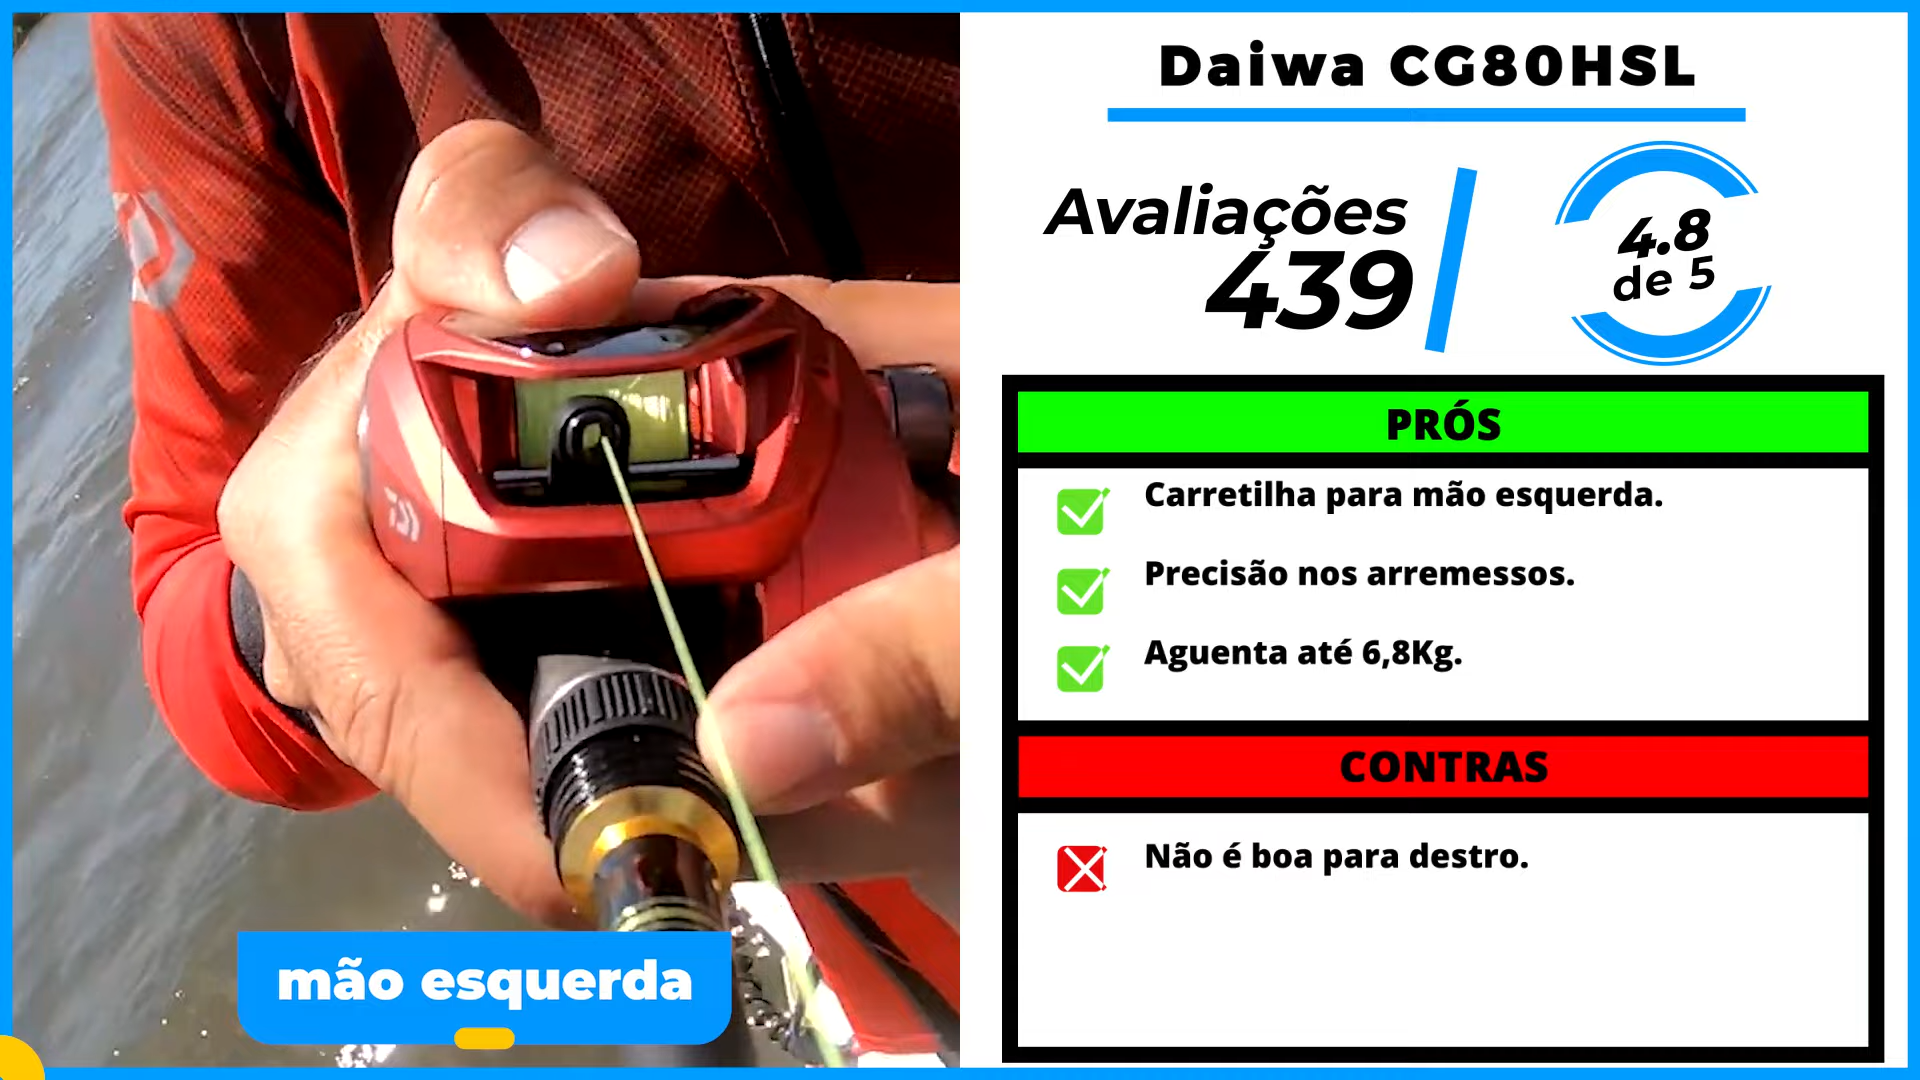 Daiwa CG80HSL
Avaliações
439
4.8
de 5
PRÓS
Carretilha para mão esquerda.
Precisão nos arremessos.
Aguenta até 6,8Kg.
CONTRAS
Não é boa para destro.
mão esquerda